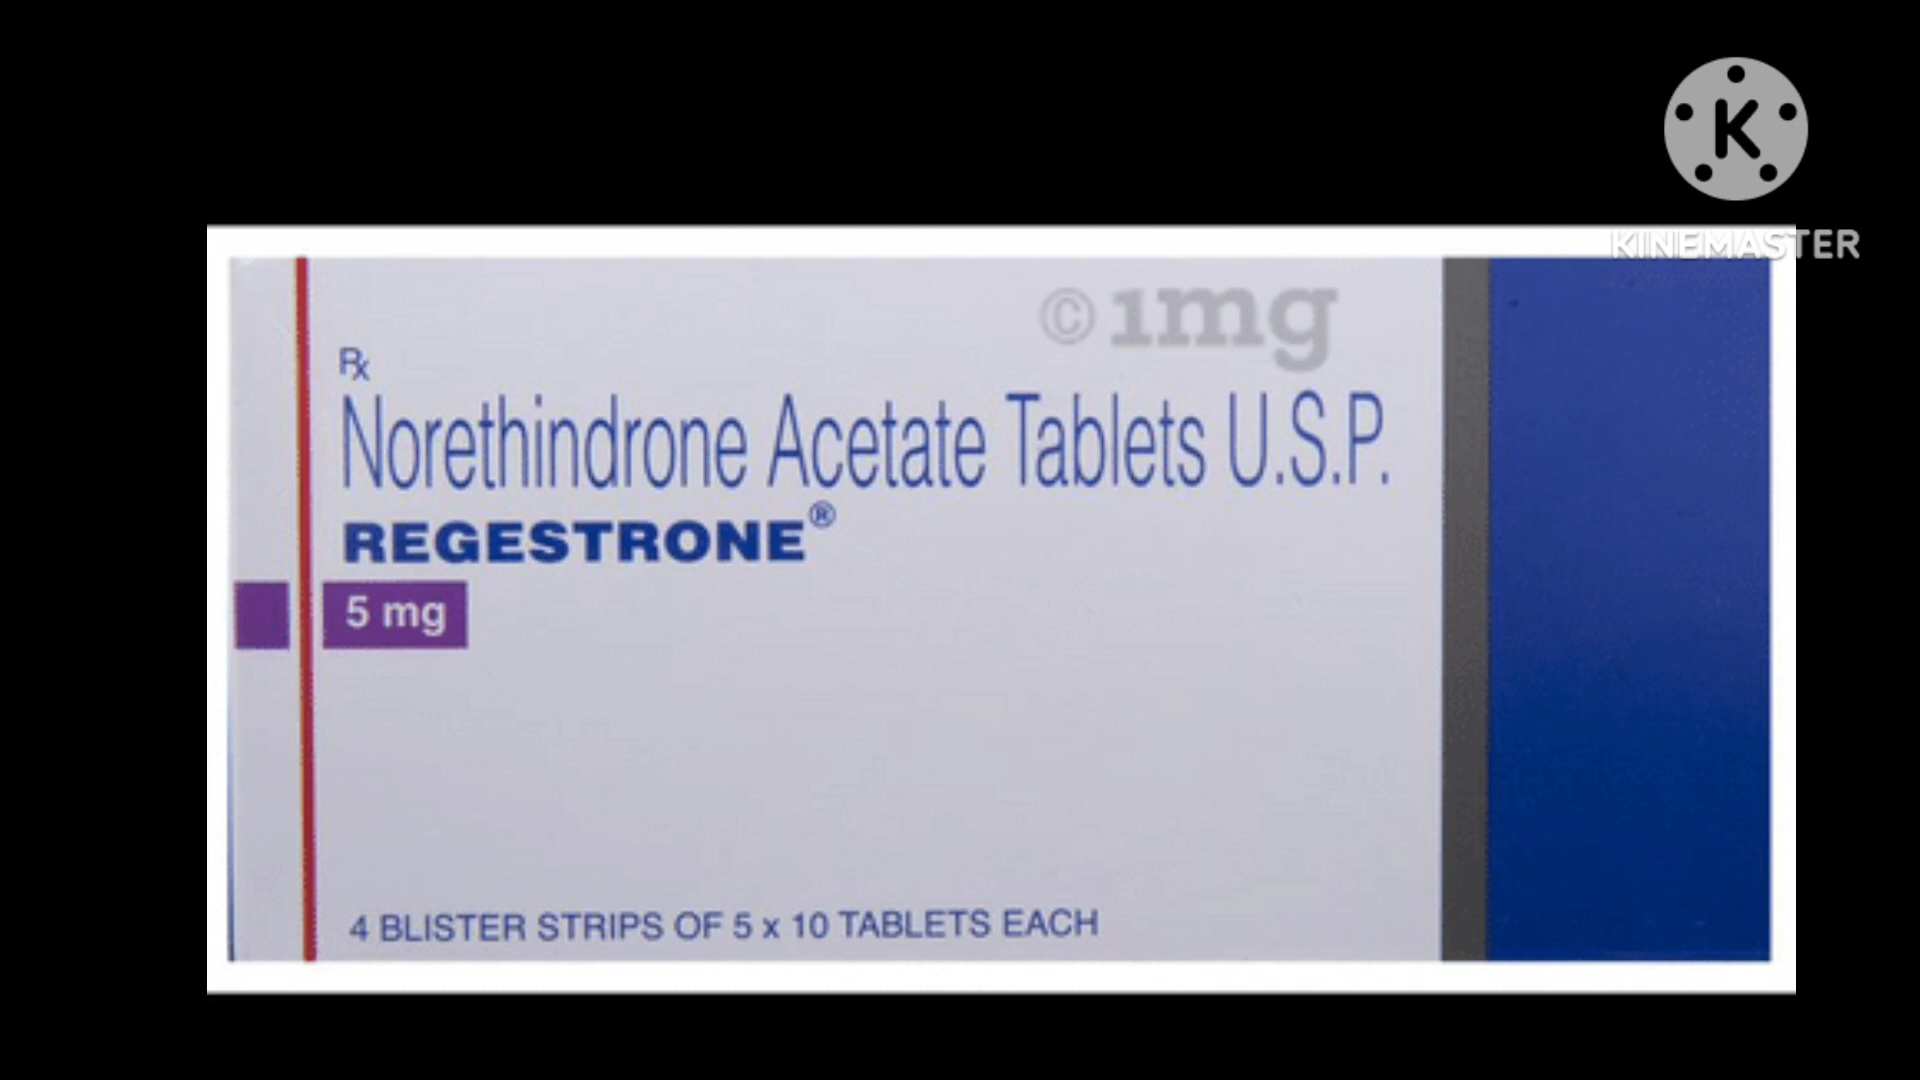 K
KINEMASTER
© 1mg
Rx
Norethindrone Acetate Tablets U.S.P.
REGESTRONE®
5 mg
4 BLISTER STRIPS OF 5 x 10 TABLETS EACH